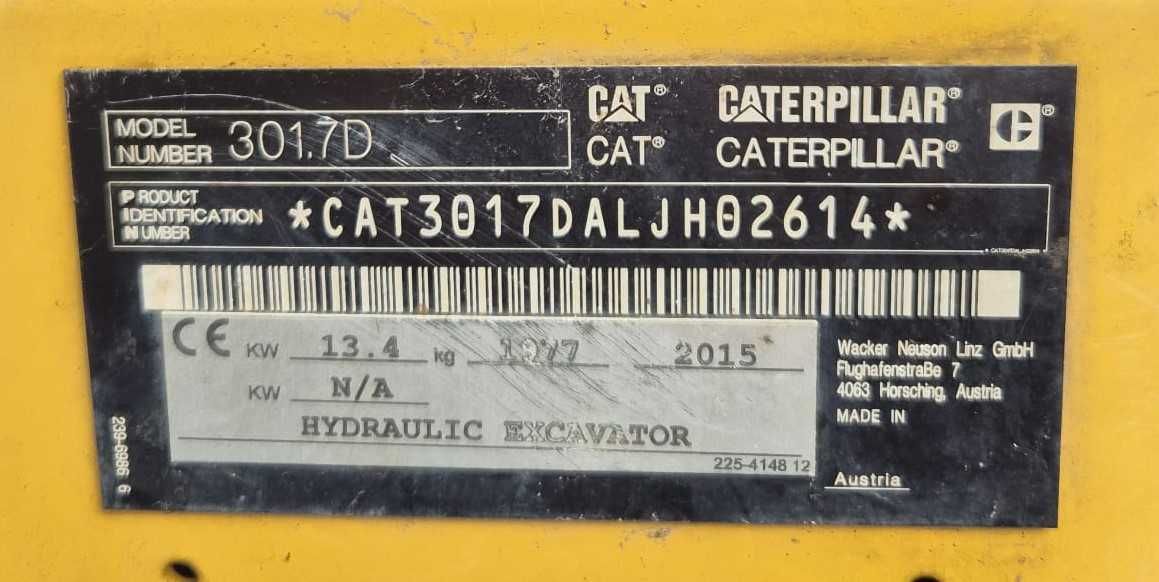 CAT® CATERPILLAR®
CAT® CATERPILLAR®
MODEL NUMBER 301.7D
PRODUCT IDENTIFICATION NUMBER *CAT3017DALJH02614*
CE KW 13.4 kg 2015
KW N/A
HYDRAULIC EXCAVATOR
225-4148 12
239-6986 6
Wacker Neuson Linz GmbH
Flughafenstraße 7
4063 Horsching, Austria
MADE IN
Austria